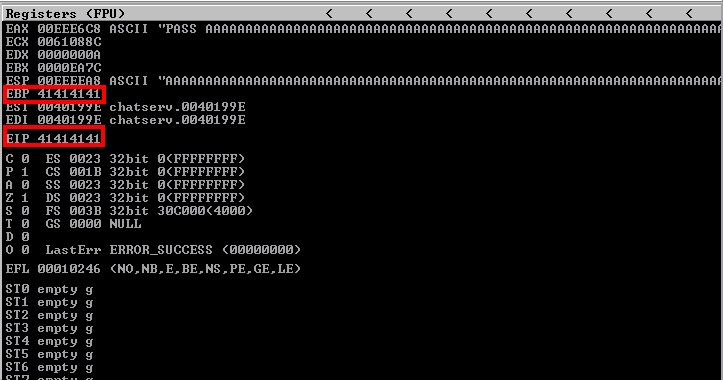 Registers (FPU) < < < < < < < < < <
EAX 00EEE6C8 ASCII "PASS AAAAAAAAAAAAAAAAAAAAAAAAAAAAAAAAAAAAAAAAAAAAAAAAAAAAAAAAAAAAAAAA
ECX 0061088C
EDX 0000000A
EBX 0000EA7C
ESP 00EEEEA8 ASCII "AAAAAAAAAAAAAAAAAAAAAAAAAAAAAAAAAAAAAAAAAAAAAAAAAAAAAAAAAAAAAAAAAAAAA
EBP 41414141
ESI 0040199E chatserv.0040199E
EDI 0040199E chatserv.0040199E
EIP 41414141
C 0 ES 0023 32bit 0(FFFFFFFF)
P 1 CS 001B 32bit 0(FFFFFFFF)
A 0 SS 0023 32bit 0(FFFFFFFF)
Z 1 DS 0023 32bit 0(FFFFFFFF)
S 0 FS 003B 32bit 30C000(4000)
T 0 GS 0000 NULL
D 0
O 0 LastErr ERROR_SUCCESS (00000000)
EFL 00010246 (NO,NB,E,BE,NS,PE,GE,LE)
ST0 empty g
ST1 empty g
ST2 empty g
ST3 empty g
ST4 empty g
ST5 empty g
ST6 empty g
ST7 empty g